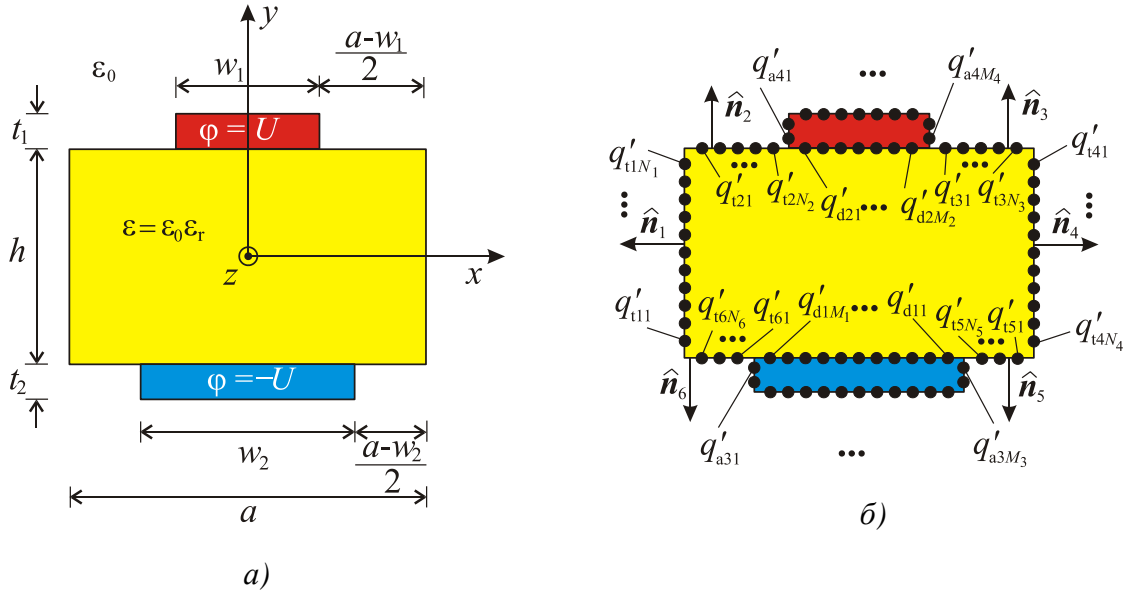 y
ε₀
w₁
(a-w₁)/2
t₁
φ = U
h
ε = ε₀εᵣ
z
x
t₂
φ = –U
w₂
(a-w₂)/2
a
а)
q′a41
•••
q′a4M₄
n̂₂
n̂₃
q′t1N₁
q′t41
•••
•••
q′t21
q′t2N₂
q′d21
•••
q′d2M₂
q′t31
q′t3N₃
•••
•••
n̂₁
n̂₄
q′t11
q′t6N₆
q′t61
q′d1M₁
•••
q′d11
q′t5N₅
q′t51
q′t4N₄
•••
•••
n̂₆
n̂₅
q′a31
•••
q′a3M₃
б)